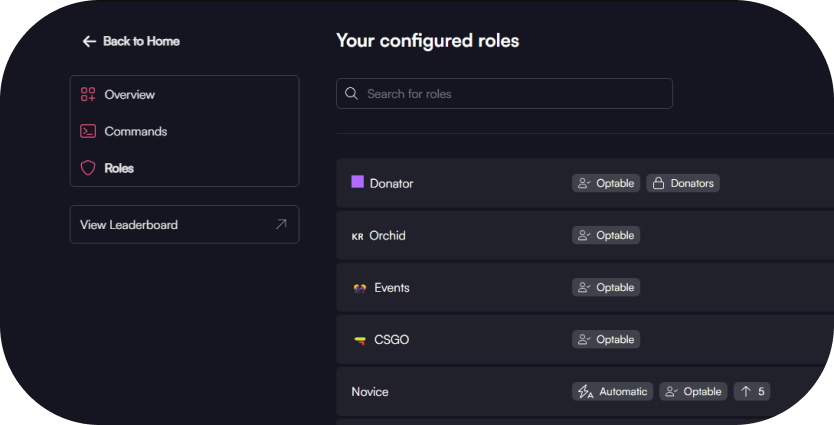 Back to Home
Overview
Commands
Roles
View Leaderboard
Your configured roles
Search for roles
Donator Optable Donators
KR Orchid Optable
Events Optable
CSGO Optable
Novice Automatic Optable 5